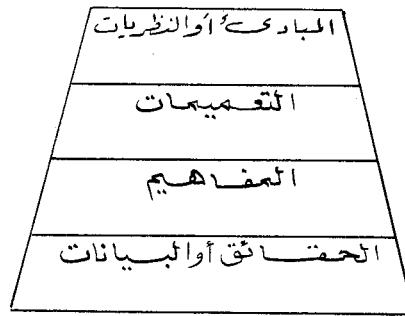 المبادئ أو النظريات
التعميمات
المفاهيم
الحقائق أو البيانات